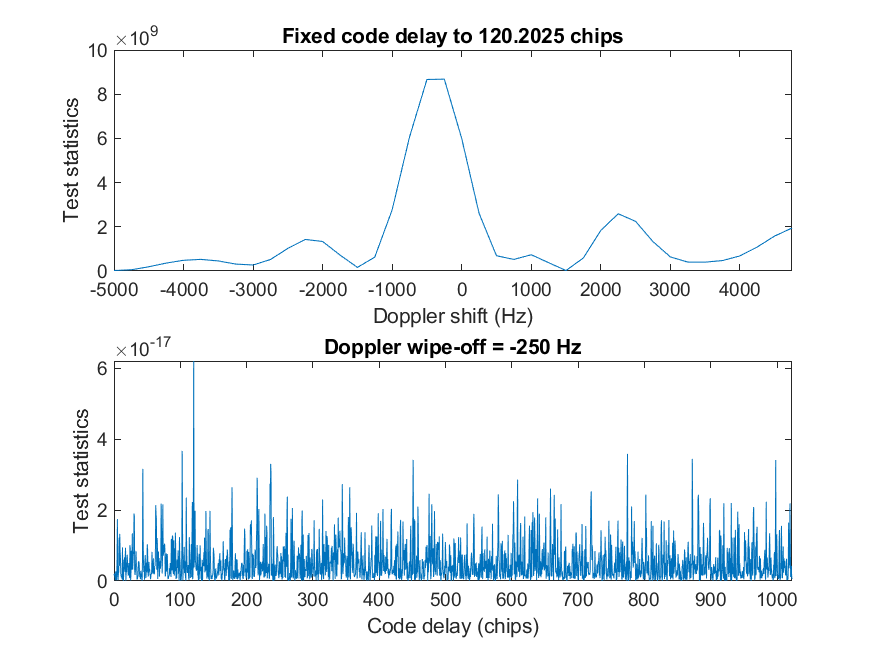 Fixed code delay to 120.2025 chips
×10^9
10
8
6
4
2
0
Test statistics
-5000 -4000 -3000 -2000 -1000 0 1000 2000 3000 4000
Doppler shift (Hz)
Doppler wipe-off = -250 Hz
×10^-17
6
4
2
0
Test statistics
0 100 200 300 400 500 600 700 800 900 1000
Code delay (chips)